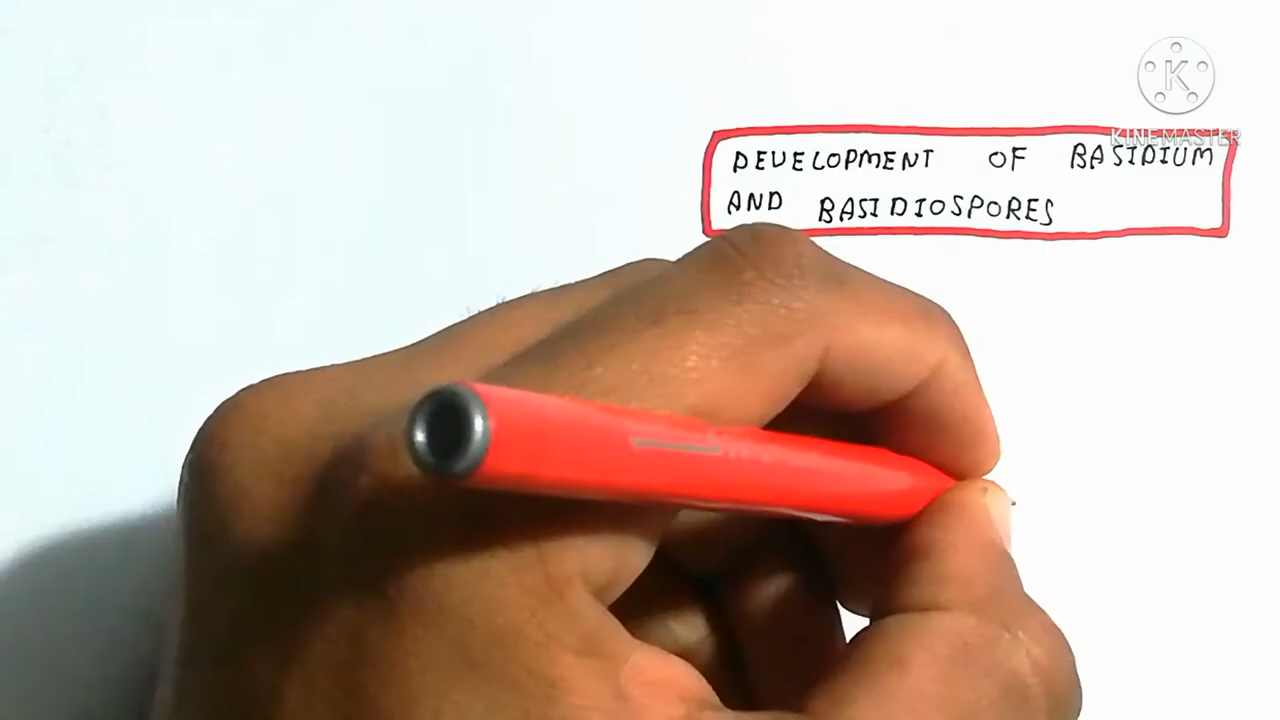 K
KINEMASTER
DEVELOPMENT OF BASIDIUM
AND BASIDIOSPORES